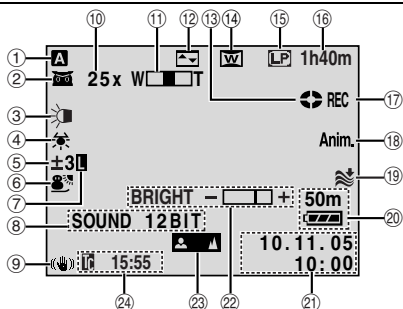 ⑩ ⑪ ⑫ ⑬ ⑭ ⑮ ⑯
① A W LP 1h40m
② 25x W T
⑰ REC
③
④ Anim. ⑱
⑤ ±3 L
⑥ ⑲
⑦ BRIGHT – + 50m
⑧ SOUND 12BIT ⑳
10.11.05
⑨ 15:55 10:00
㉔ ㉓ ㉒ ㉑